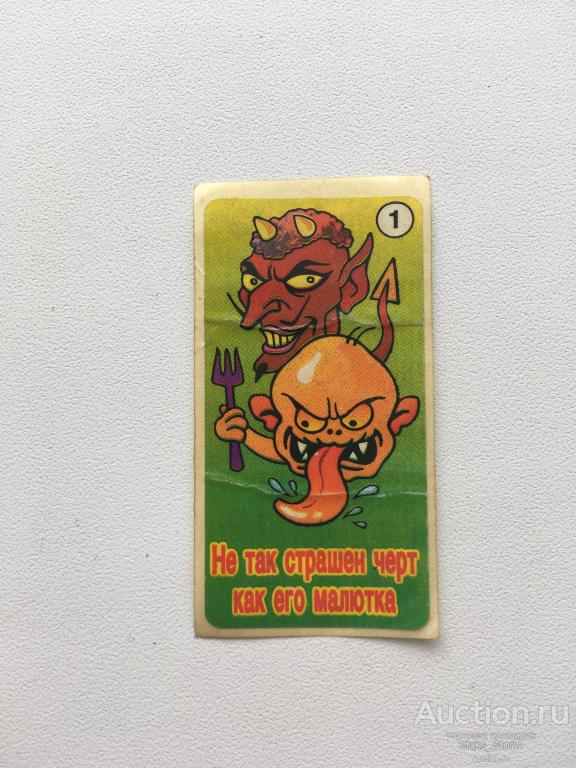 1
Не так страшен черт
как его малютка
Auction.ru